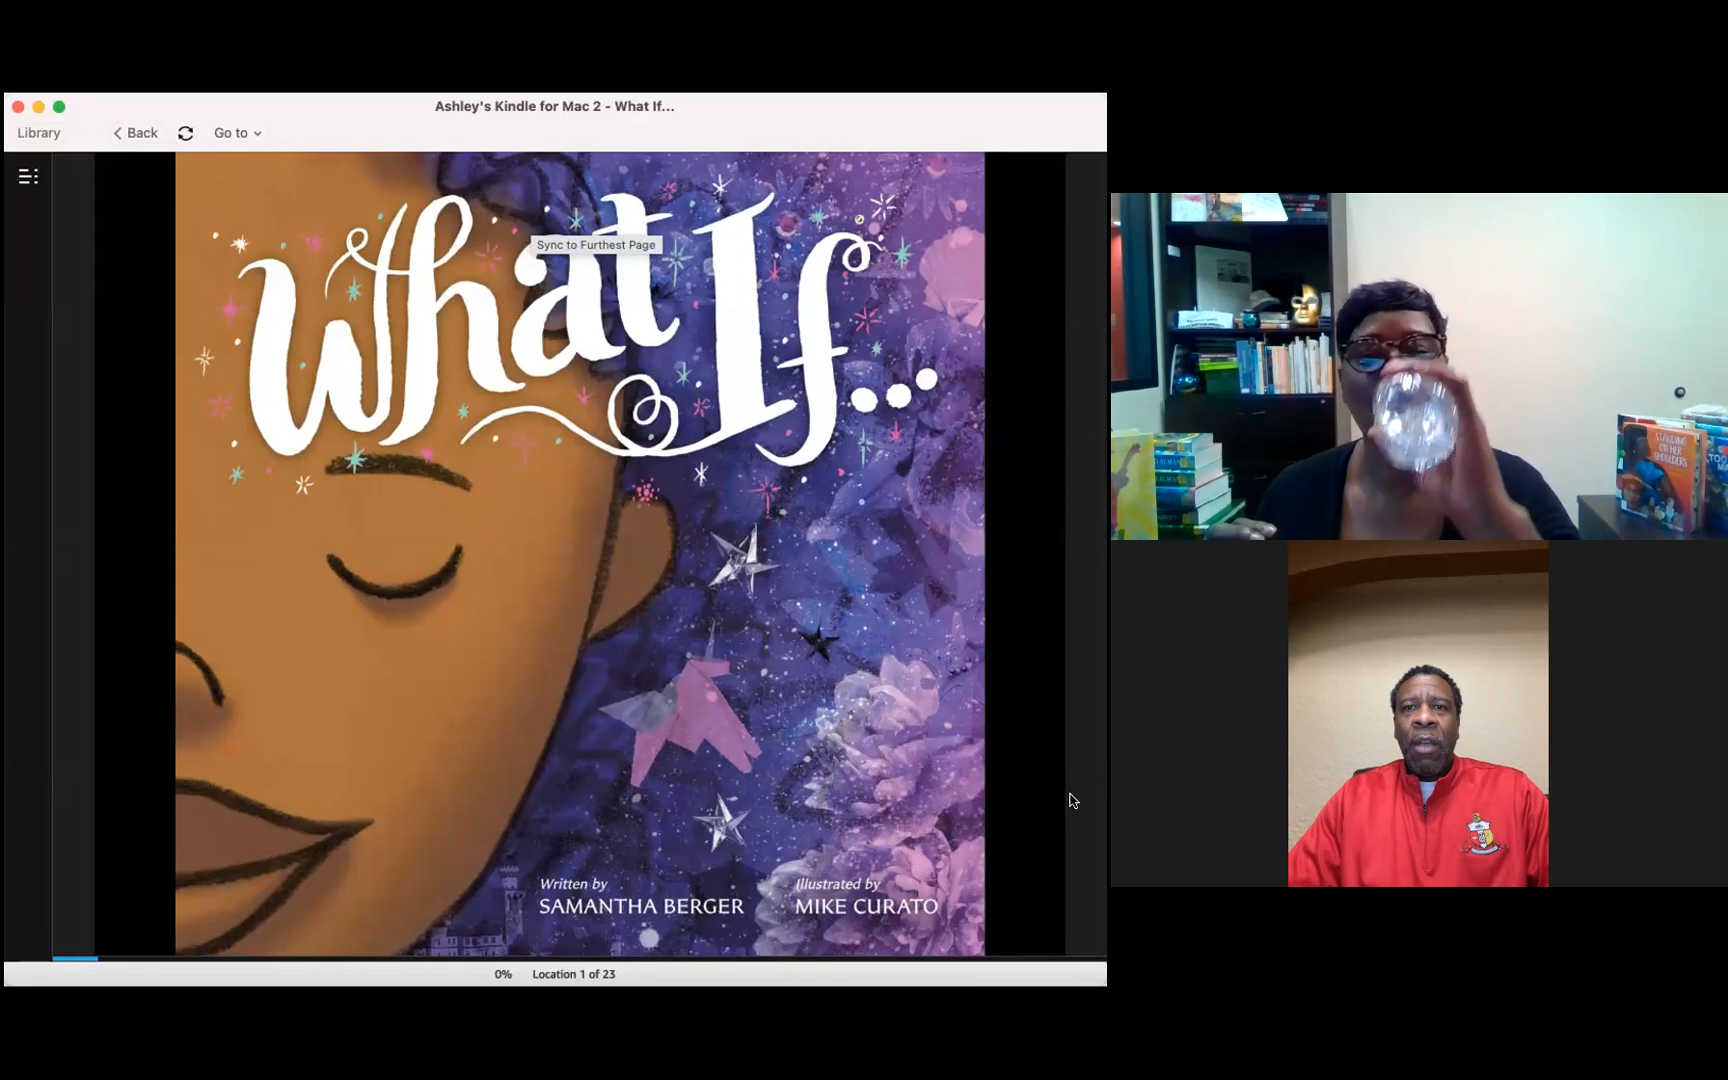 Ashley's Kindle for Mac 2 - What If...
Library
Back
Go to
What If...
Sync to Furthest Page
Written by
SAMANTHA BERGER
Illustrated by
MIKE CURATO
0%
Location 1 of 23
STANDING
ON HER
SHOULDERS